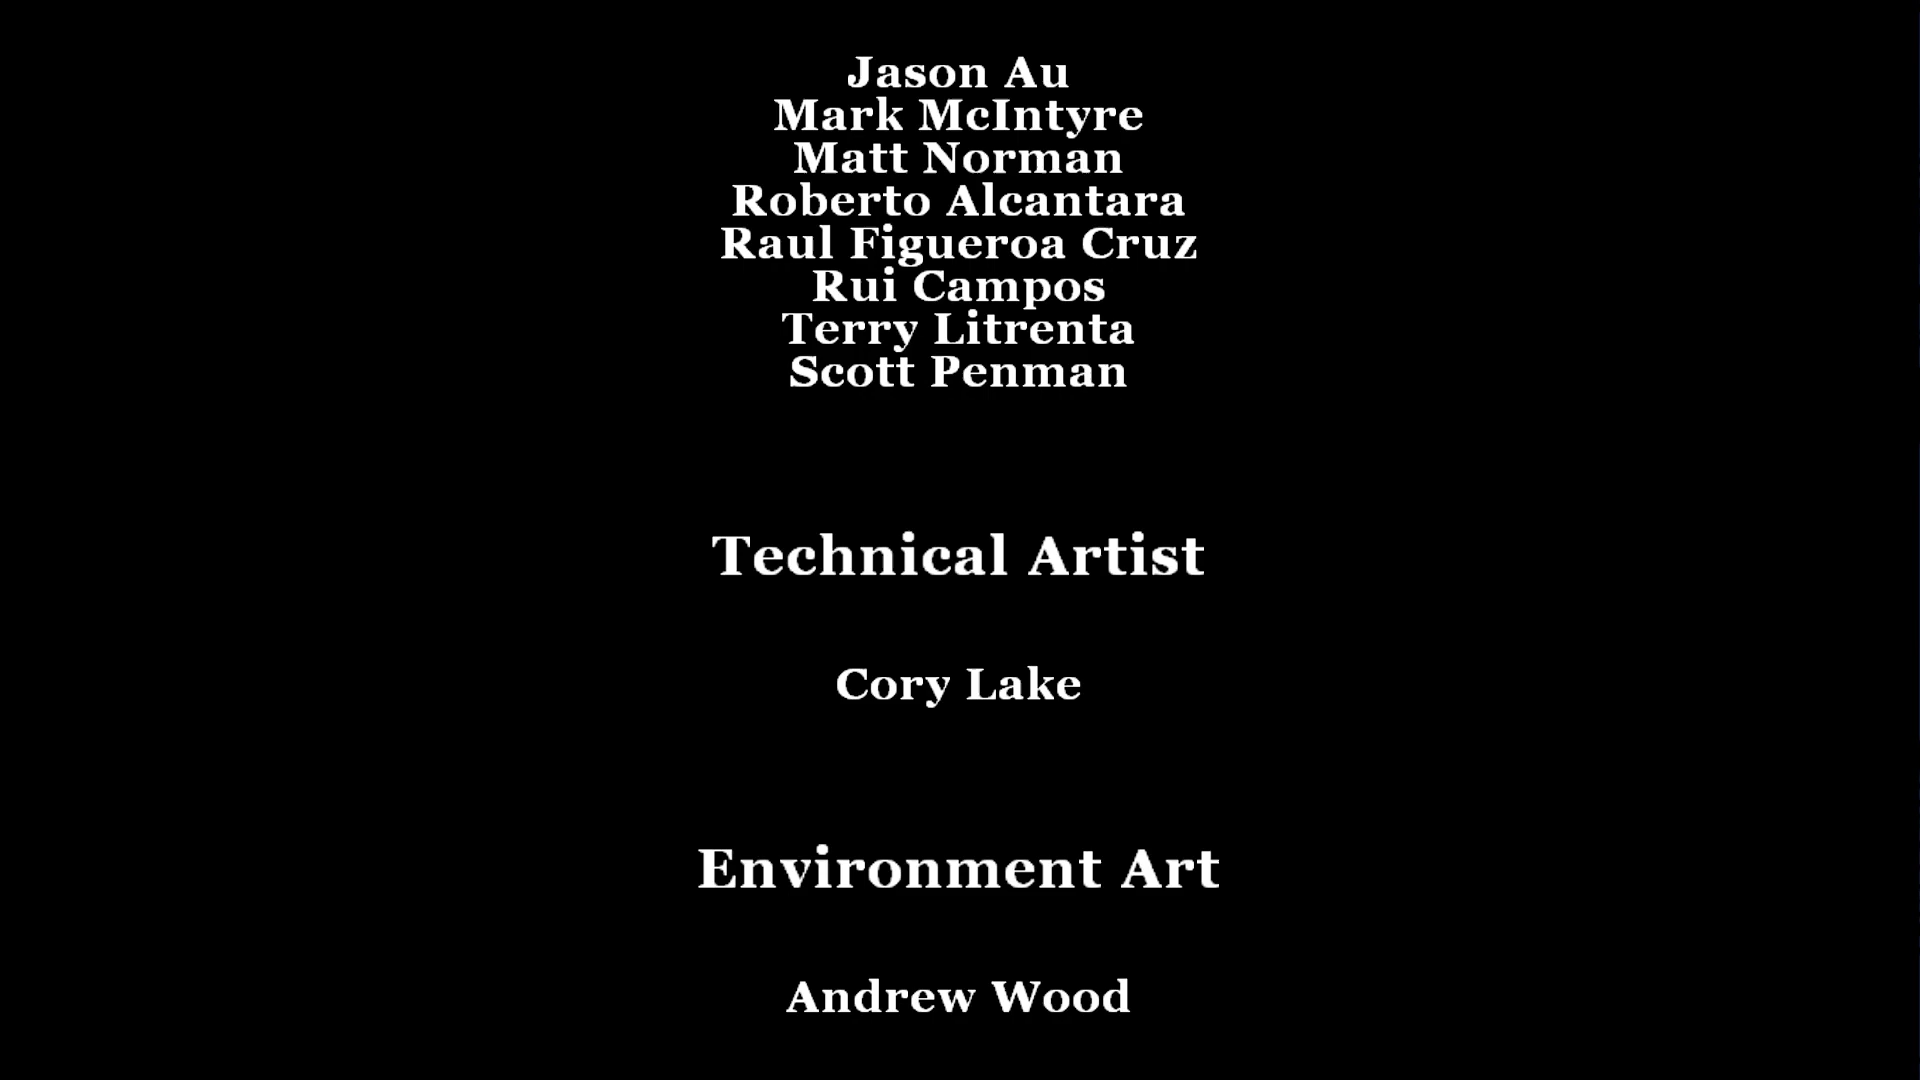 Jason Au
Mark McIntyre
Matt Norman
Roberto Alcantara
Raul Figueroa Cruz
Rui Campos
Terry Litrenta
Scott Penman
Technical Artist
Cory Lake
Environment Art
Andrew Wood